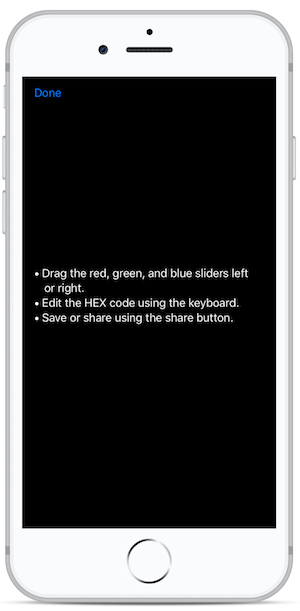 Done
• Drag the red, green, and blue sliders left
or right.
• Edit the HEX code using the keyboard.
• Save or share using the share button.